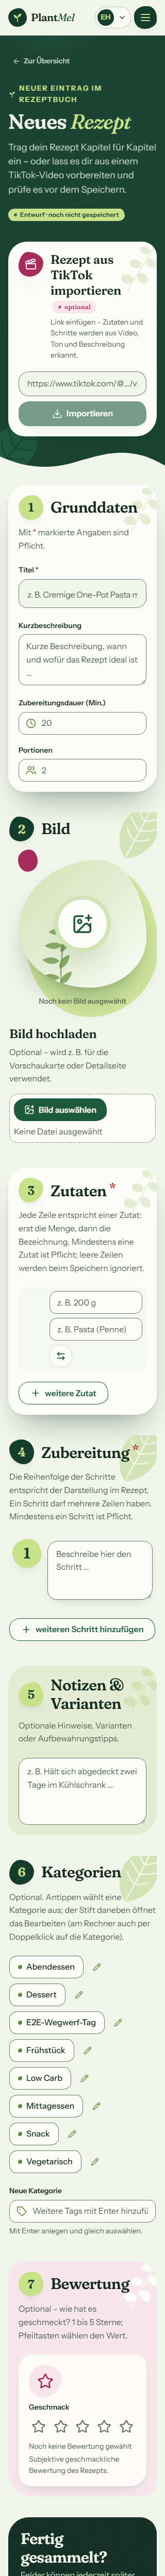 PlantMel
EH
Zur Übersicht
NEUER EINTRAG IM
REZEPTBUCH
Neues Rezept
Trag dein Rezept Kapitel für Kapitel
ein – oder lass es dir aus einem
TikTok-Video vorbereiten und
prüfe es vor dem Speichern.
Entwurf · noch nicht gespeichert
Rezept aus
TikTok
importieren
optional
Link einfügen – Zutaten und
Schritte werden aus Video,
Ton und Beschreibung
erkannt.
https://www.tiktok.com/@.../v
Importieren
1 Grunddaten
Mit * markierte Angaben sind
Pflicht.
Titel *
z. B. Cremige One-Pot Pasta m
Kurzbeschreibung
Kurze Beschreibung, wann
und wofür das Rezept ideal ist
...
Zubereitungsdauer (Min.)
20
Portionen
2
2 Bild
Noch kein Bild ausgewählt
Bild hochladen
Optional – wird z. B. für die
Vorschaukarte oder Detailseite
verwendet.
Bild auswählen
Keine Datei ausgewählt
3 Zutaten *
Jede Zeile entspricht einer Zutat:
erst die Menge, dann die
Bezeichnung. Mindestens eine
Zutat ist Pflicht; leere Zeilen
werden beim Speichern ignoriert.
z. B. 200 g
z. B. Pasta (Penne)
weitere Zutat
4 Zubereitung *
Die Reihenfolge der Schritte
entspricht der Darstellung im Rezept.
Ein Schritt darf mehrere Zeilen haben.
Mindestens ein Schritt ist Pflicht.
1
Beschreibe hier den
Schritt ...
weiteren Schritt hinzufügen
5 Notizen &
Varianten
Optionale Hinweise, Varianten
oder Aufbewahrungstipps.
z. B. Hält sich abgedeckt zwei
Tage im Kühlschrank ...
6 Kategorien
Optional. Antippen wählt eine
Kategorie aus; der Stift daneben öffnet
das Bearbeiten (am Rechner auch per
Doppelklick auf die Kategorie).
Abendessen
Dessert
E2E-Wegwerf-Tag
Frühstück
Low Carb
Mittagessen
Snack
Vegetarisch
Neue Kategorie
Weitere Tags mit Enter hinzufü
Mit Enter anlegen und gleich auswählen.
7 Bewertung
Optional – wie hat es
geschmeckt? 1 bis 5 Sterne;
Pfeiltasten wählen den Wert.
Geschmack
Noch keine Bewertung gewählt
Subjektive geschmackliche
Bewertung des Rezepts.
Fertig
gesammelt?